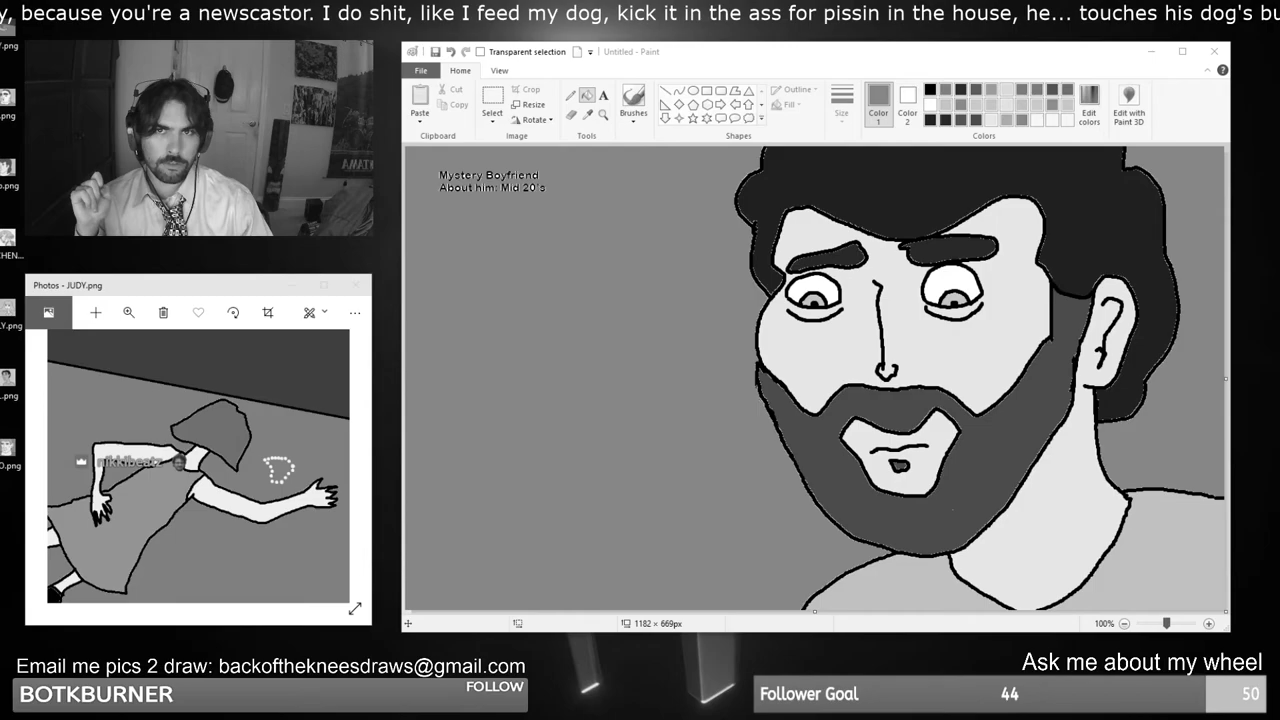 y, because you're a newscastor. I do shit, like I feed my dog, kick it in the ass for pissin in the house, he... touches his dog's bu
Transparent selection
Untitled - Paint
File
Home
View
Paste
Cut
Copy
Clipboard
Select
Crop
Resize
Rotate
Image
Tools
Brushes
Shapes
Outline
Fill
Size
Color 1
Color 2
Colors
Edit colors
Edit with Paint 3D
Mystery Boyfriend
About him: Mid 20's
Photos - JUDY.png
nikkibeatz
1182 × 669px
100%
Email me pics 2 draw: backofthekneesdraws@gmail.com
BOTKBURNER
FOLLOW
Ask me about my wheel
Follower Goal
44
50